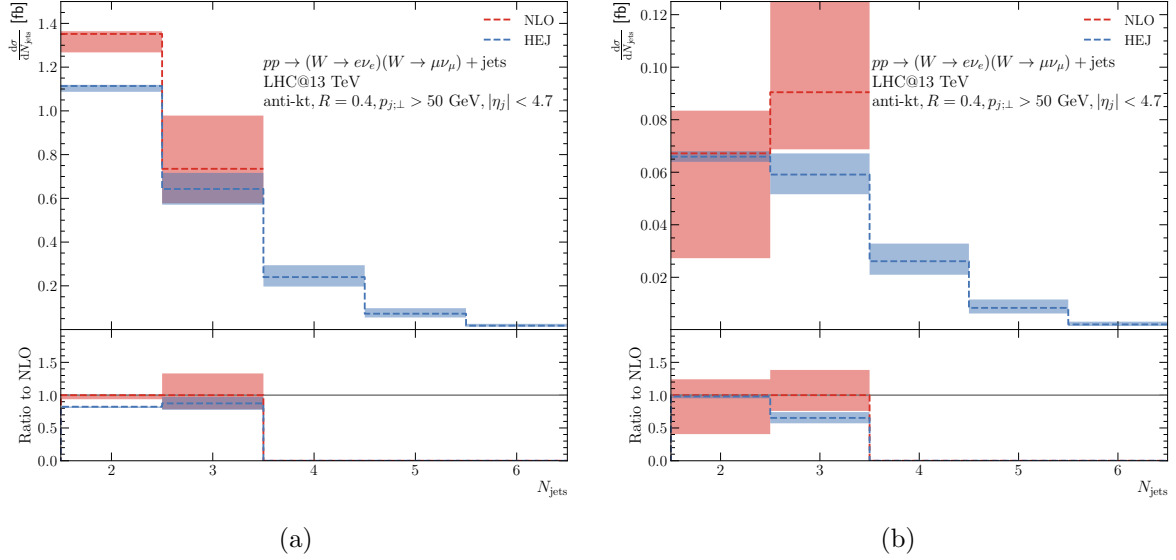 dσ/dN_jets [fb]
1.4
1.2
1.0
0.8
0.6
0.4
0.2
NLO
HEJ
pp → (W → eν_e)(W → μν_μ) + jets
LHC@13 TeV
anti-kt, R = 0.4, p_{j;⊥} > 50 GeV, |η_j| < 4.7
Ratio to NLO
1.5
1.0
0.5
0.0
2 3 4 5 6
N_jets
(a)
dσ/dN_jets [fb]
0.12
0.10
0.08
0.06
0.04
0.02
NLO
HEJ
pp → (W → eν_e)(W → μν_μ) + jets
LHC@13 TeV
anti-kt, R = 0.4, p_{j;⊥} > 50 GeV, |η_j| < 4.7
Ratio to NLO
1.5
1.0
0.5
0.0
2 3 4 5 6
N_jets
(b)